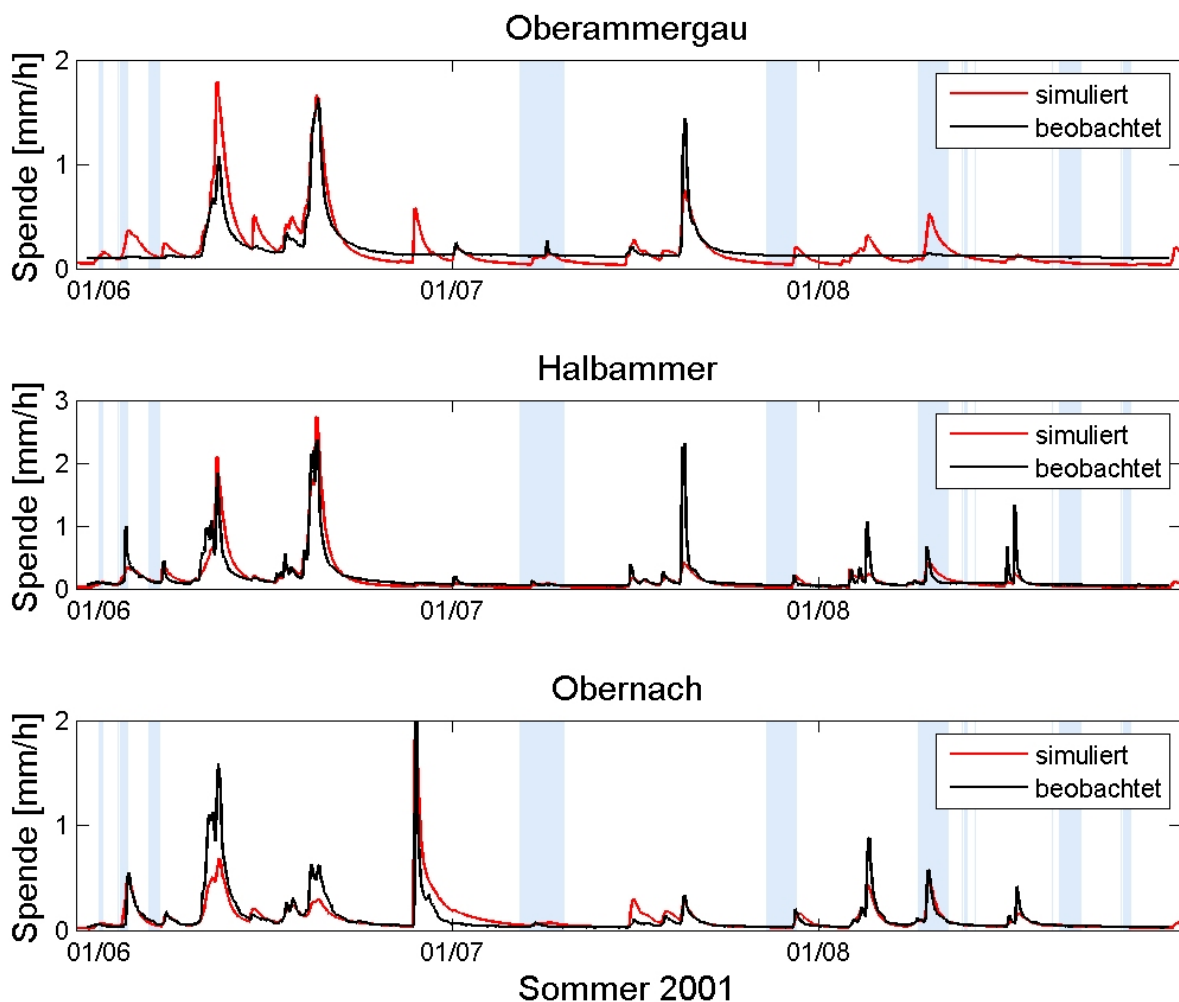 Oberammergau
Spende [mm/h]
2
1
0
simuliert
beobachtet
01/06 01/07 01/08
Halbammer
Spende [mm/h]
3
2
1
0
simuliert
beobachtet
01/06 01/07 01/08
Obernach
Spende [mm/h]
2
1
0
simuliert
beobachtet
01/06 01/07 01/08
Sommer 2001